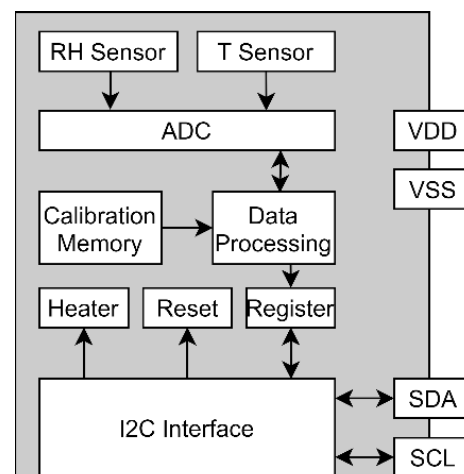 RH Sensor
T Sensor
ADC
VDD
VSS
Calibration
Memory
Data
Processing
Heater
Reset
Register
I2C Interface
SDA
SCL